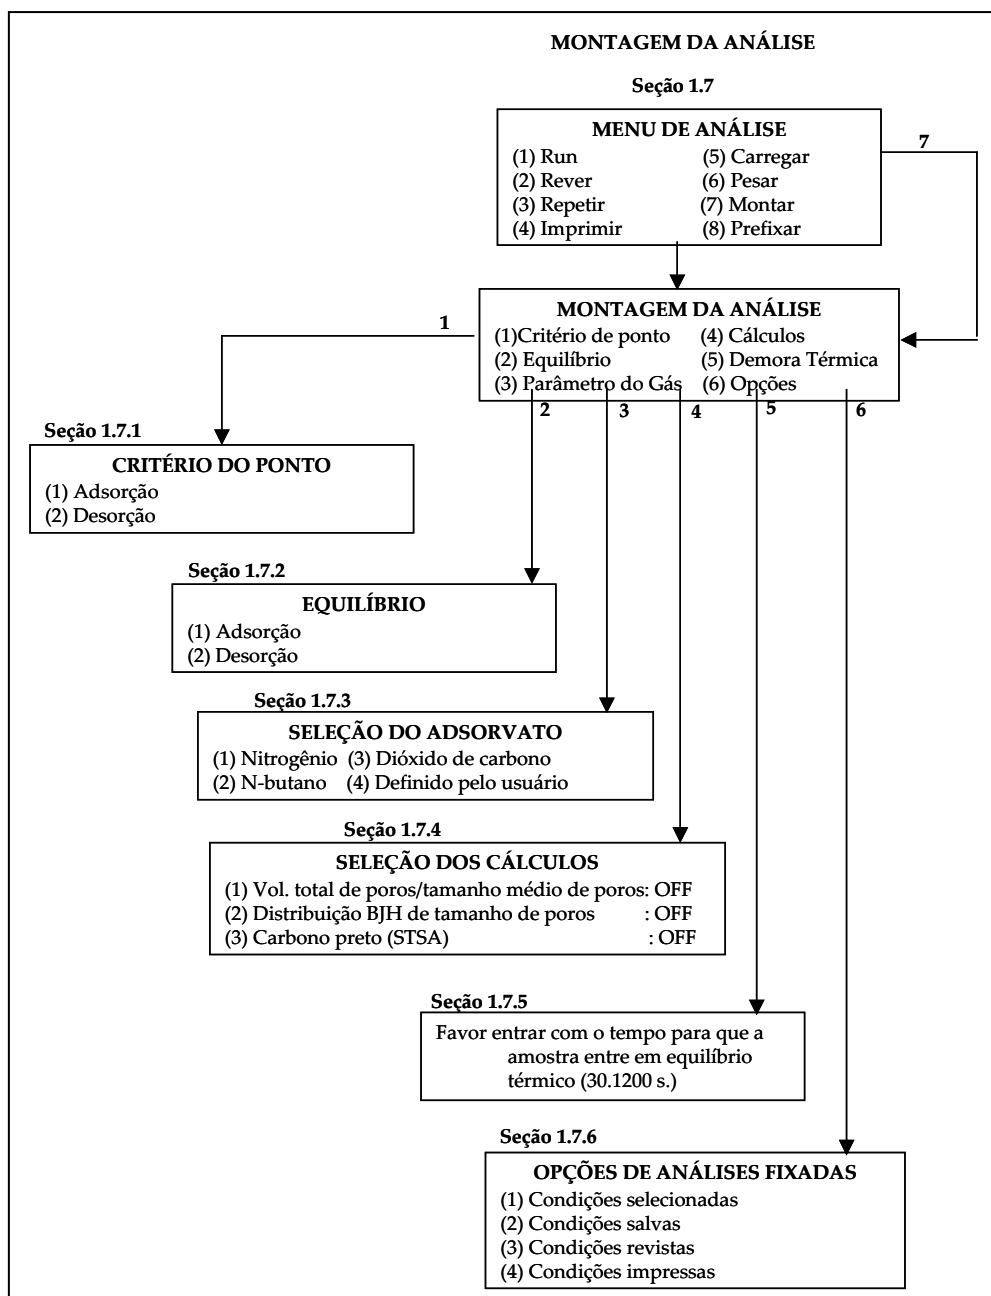 MONTAGEM DA ANÁLISE
Seção 1.7
MENU DE ANÁLISE
(1) Run (5) Carregar
(2) Rever (6) Pesar
(3) Repetir (7) Montar
(4) Imprimir (8) Prefixar
7
MONTAGEM DA ANÁLISE
(1)Critério de ponto (4) Cálculos
(2) Equilíbrio (5) Demora Térmica
(3) Parâmetro do Gás (6) Opções
1
2 3 4 5 6
Seção 1.7.1
CRITÉRIO DO PONTO
(1) Adsorção
(2) Desorção
Seção 1.7.2
EQUILÍBRIO
(1) Adsorção
(2) Desorção
Seção 1.7.3
SELEÇÃO DO ADSORVATO
(1) Nitrogênio (3) Dióxido de carbono
(2) N-butano (4) Definido pelo usuário
Seção 1.7.4
SELEÇÃO DOS CÁLCULOS
(1) Vol. total de poros/tamanho médio de poros: OFF
(2) Distribuição BJH de tamanho de poros : OFF
(3) Carbono preto (STSA) : OFF
Seção 1.7.5
Favor entrar com o tempo para que a
amostra entre em equilíbrio
térmico (30.1200 s.)
Seção 1.7.6
OPÇÕES DE ANÁLISES FIXADAS
(1) Condições selecionadas
(2) Condições salvas
(3) Condições revistas
(4) Condições impressas